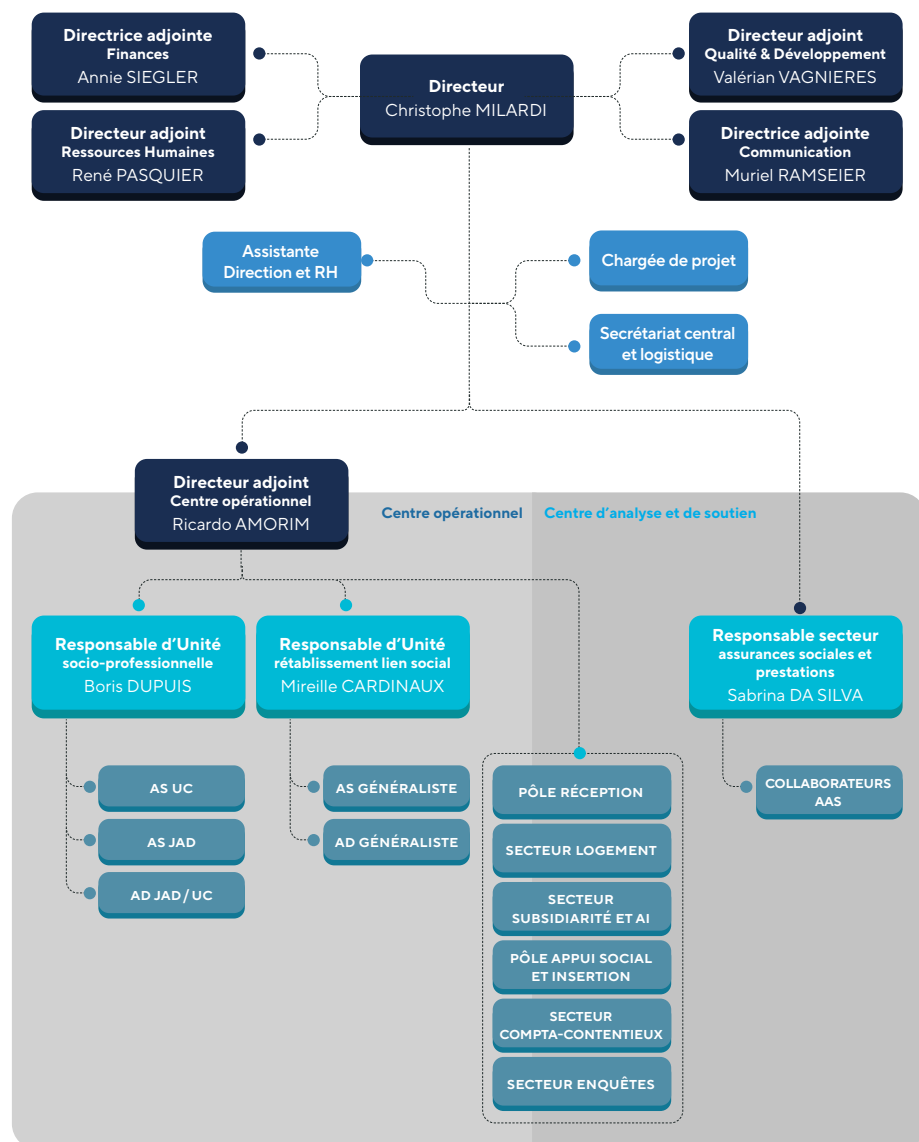 Directrice adjointe
Finances
Annie SIEGLER
Directeur adjoint
Ressources Humaines
René PASQUIER
Directeur
Christophe MILARDI
Directeur adjoint
Qualité & Développement
Valérian VAGNIERES
Directrice adjointe
Communication
Muriel RAMSEIER
Assistante
Direction et RH
Chargée de projet
Secrétariat central
et logistique
Directeur adjoint
Centre opérationnel
Ricardo AMORIM
Centre opérationnel
Centre d’analyse et de soutien
Responsable d’Unité
socio-professionnelle
Boris DUPUIS
Responsable d’Unité
rétablissement lien social
Mireille CARDINAUX
Responsable secteur
assurances sociales et
prestations
Sabrina DA SILVA
AS UC
AS JAD
AD JAD / UC
AS GÉNÉRALISTE
AD GÉNÉRALISTE
PÔLE RÉCEPTION
SECTEUR LOGEMENT
SECTEUR
SUBSIDIARITÉ ET AI
PÔLE APPUI SOCIAL
ET INSERTION
SECTEUR
COMPTA-CONTENTIEUX
SECTEUR ENQUÊTES
COLLABORATEURS
AAS